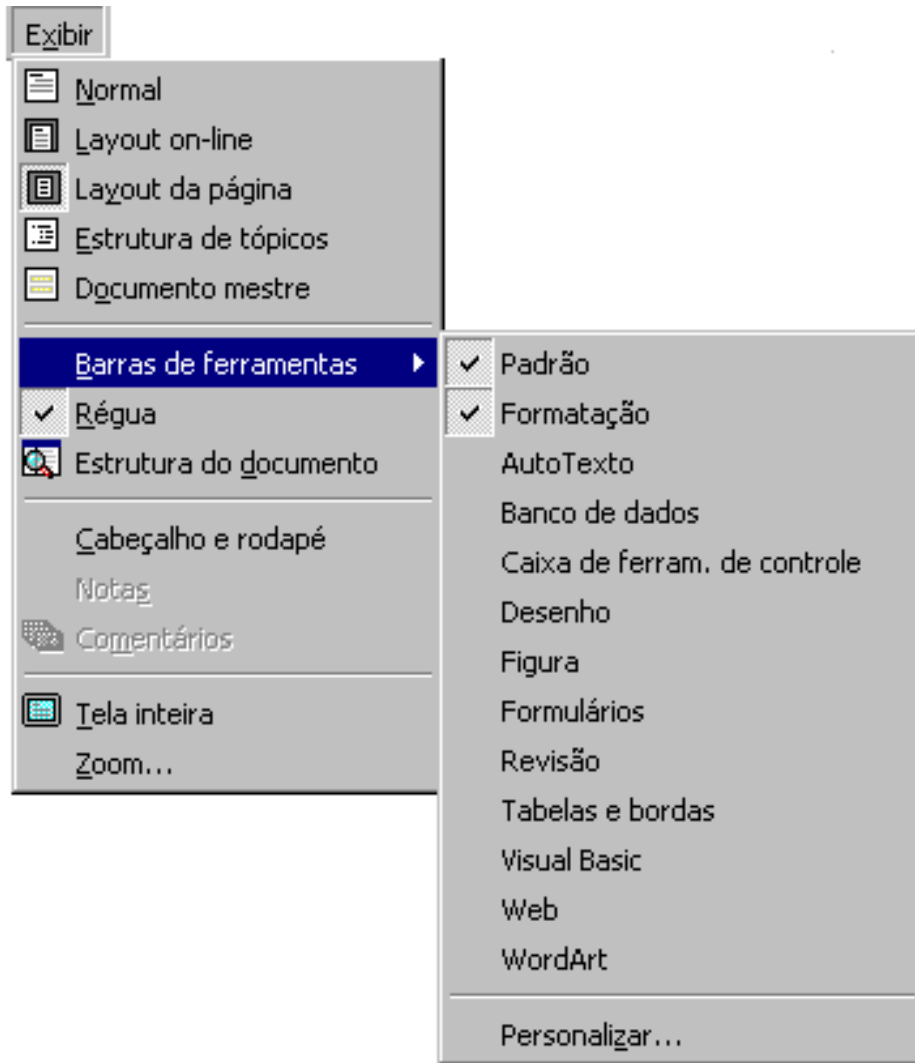 Exibir
Normal
Layout on-line
Layout da página
Estrutura de tópicos
Documento mestre
Barras de ferramentas
Régua
Estrutura do documento
Cabeçalho e rodapé
Notas
Comentários
Tela inteira
Zoom...
Padrão
Formatação
AutoTexto
Banco de dados
Caixa de ferram. de controle
Desenho
Figura
Formulários
Revisão
Tabelas e bordas
Visual Basic
Web
WordArt
Personalizar...